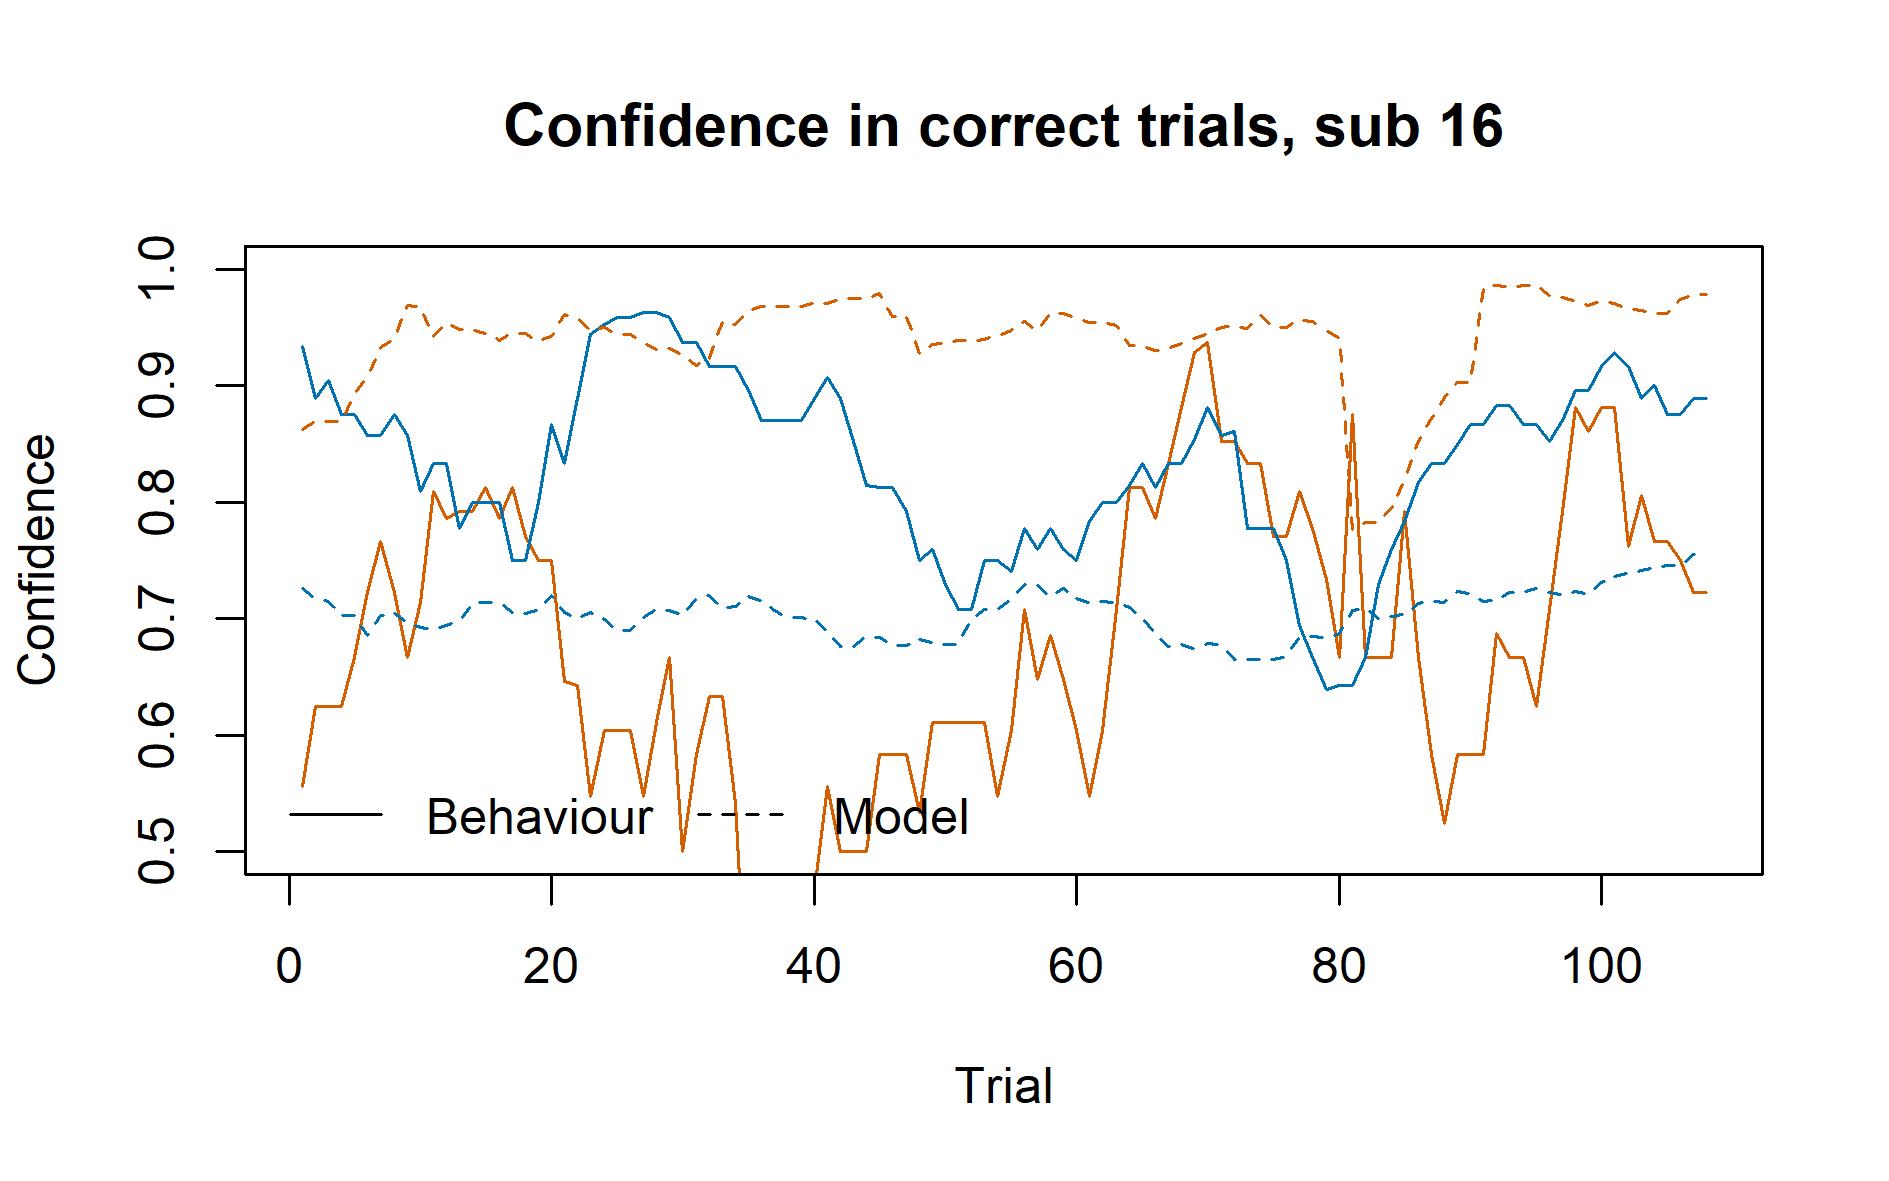 Confidence in correct trials, sub 16
Confidence
1.0
0.9
0.8
0.7
0.6
0.5
Behaviour
Model
0 20 40 60 80 100
Trial